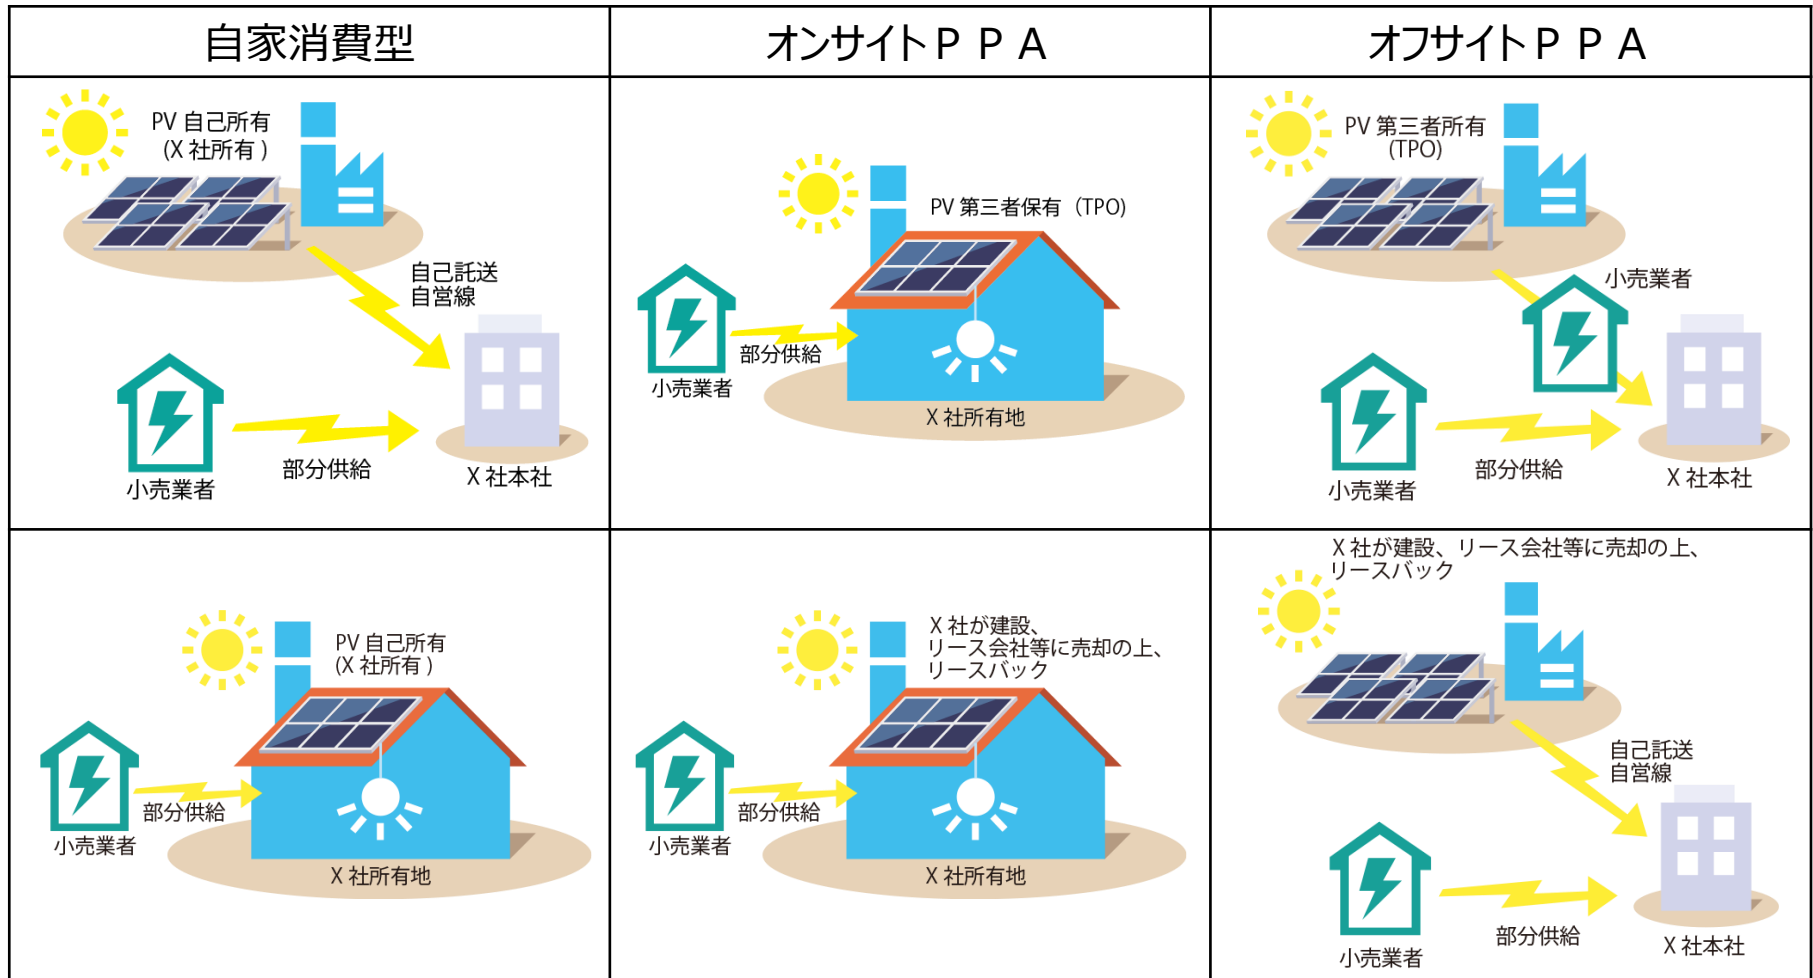 自家消費型
オンサイトＰＰＡ
オフサイトＰＰＡ
PV 自己所有
(X 社所有 )
自己託送
自営線
小売業者
部分供給
X 社本社
PV 第三者保有（TPO)
小売業者
部分供給
X 社所有地
PV 第三者所有
(TPO)
小売業者
小売業者
部分供給
X 社本社
PV 自己所有
(X 社所有 )
小売業者
部分供給
X 社所有地
X 社が建設、
リース会社等に売却の上、
リースバック
小売業者
部分供給
X 社所有地
X 社が建設、リース会社等に売却の上、
リースバック
自己託送
自営線
小売業者
部分供給
X 社本社